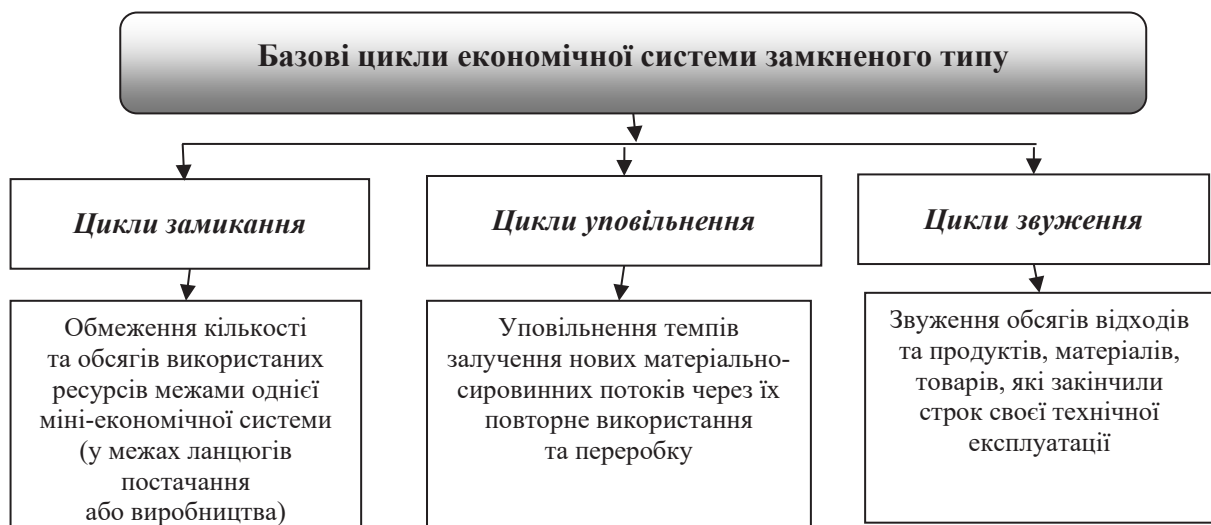 Базові цикли економічної системи замкненого типу
Цикли замикання
Цикли уповільнення
Цикли звуження
Обмеження кількості
та обсягів використаних
ресурсів межами однієї
міні-економічної системи
(у межах ланцюгів
постачання
або виробництва)
Уповільнення темпів
залучення нових матеріально-
сировинних потоків через їх
повторне використання
та переробку
Звуження обсягів відходів
та продуктів, матеріалів,
товарів, які закінчили
строк своєї технічної
експлуатації